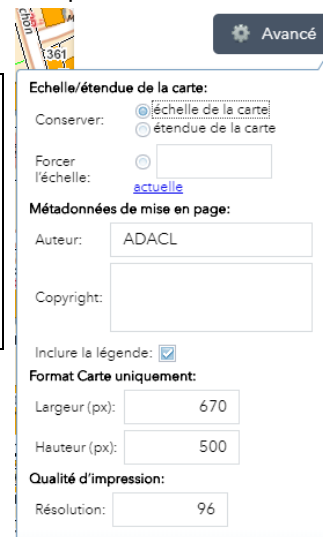 chon
361
Avancé
Echelle/étendue de la carte:
Conserver:
échelle de la carte
étendue de la carte
Forcer
l'échelle:
actuelle
Métadonnées de mise en page:
Auteur: ADACL
Copyright:
Inclure la légende:
Format Carte uniquement:
Largeur (px): 670
Hauteur (px): 500
Qualité d'impression:
Résolution: 96